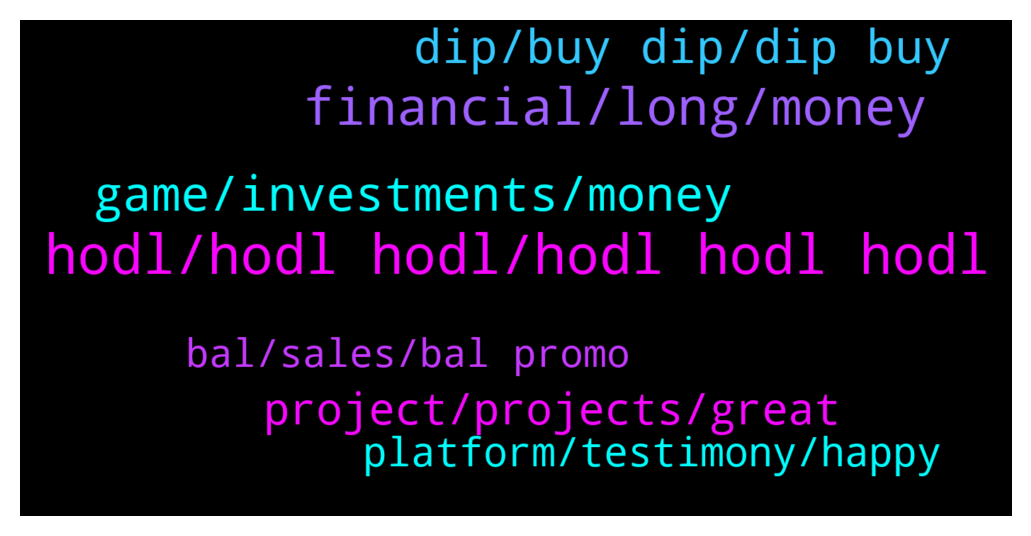 dip/buy dip/dip buy
financial/long/money
game/investments/money
hodl/hodl hodl/hodl hodl hodl
bal/sales/bal promo
project/projects/great
platform/testimony/happy